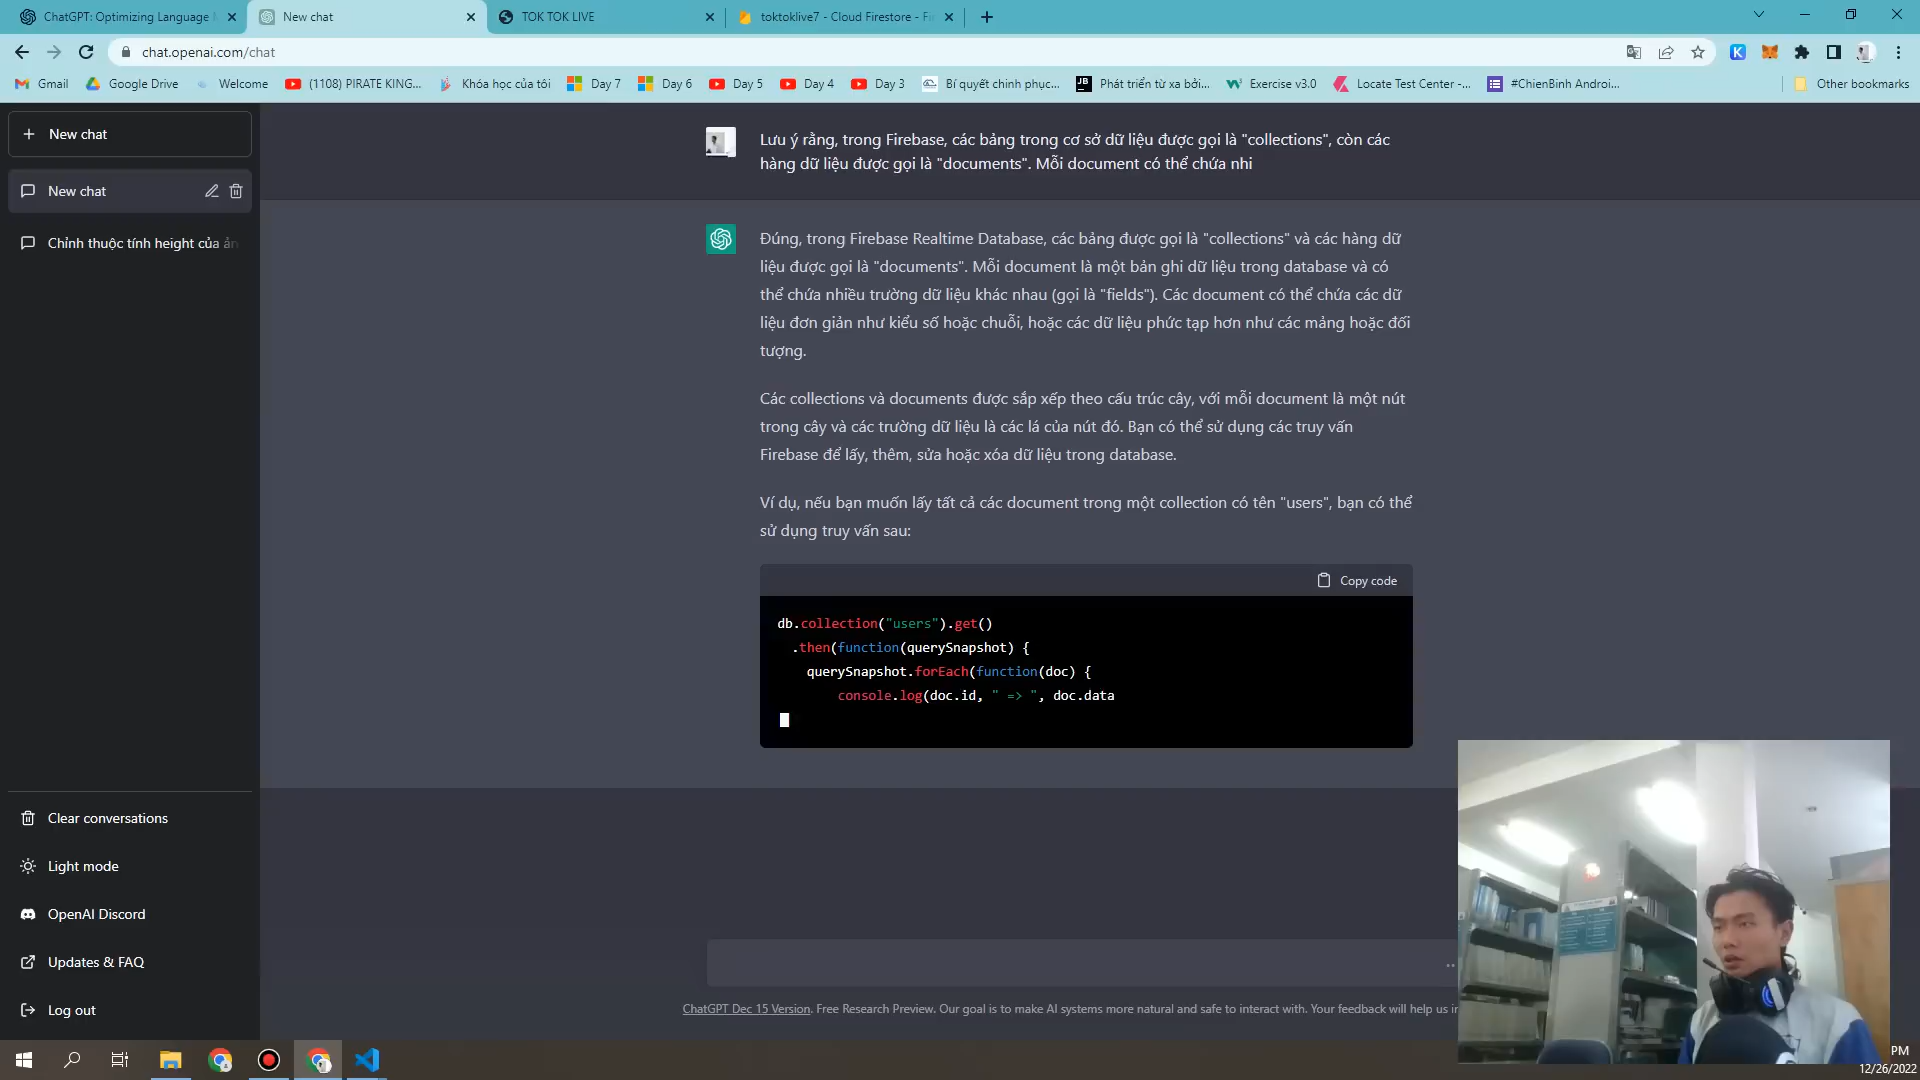 ChatGPT: Optimizing Language
New chat
TOK TOK LIVE
toktoklive7 - Cloud Firestore - Fi
chat.openai.com/chat
Gmail
Google Drive
Welcome
(1108) PIRATE KING...
Khóa học của tôi
Day 7
Day 6
Day 5
Day 4
Day 3
Bí quyết chinh phục...
Phát triển từ xa bởi...
Exercise v3.0
Locate Test Center -...
#ChienBinh Androi...
Other bookmarks
New chat
New chat
Chỉnh thuộc tính height của ản
Lưu ý rằng, trong Firebase, các bảng trong cơ sở dữ liệu được gọi là "collections", còn các
hàng dữ liệu được gọi là "documents". Mỗi document có thể chứa nhi
Đúng, trong Firebase Realtime Database, các bảng được gọi là "collections" và các hàng dữ
liệu được gọi là "documents". Mỗi document là một bản ghi dữ liệu trong database và có
thể chứa nhiều trường dữ liệu khác nhau (gọi là "fields"). Các document có thể chứa các dữ
liệu đơn giản như kiểu số hoặc chuỗi, hoặc các dữ liệu phức tạp hơn như các mảng hoặc đối
tượng.
Các collections và documents được sắp xếp theo cấu trúc cây, với mỗi document là một nút
trong cây và các trường dữ liệu là các lá của nút đó. Bạn có thể sử dụng các truy vấn
Firebase để lấy, thêm, sửa hoặc xóa dữ liệu trong database.
Ví dụ, nếu bạn muốn lấy tất cả các document trong một collection có tên "users", bạn có thể
sử dụng truy vấn sau:
Copy code
db.collection("users").get()
.then(function(querySnapshot) {
querySnapshot.forEach(function(doc) {
console.log(doc.id, " => ", doc.data
Clear conversations
Light mode
OpenAI Discord
Updates & FAQ
Log out
ChatGPT Dec 15 Version. Free Research Preview. Our goal is to make AI systems more natural and safe to interact with. Your feedback will help us i
PM
12/26/2022